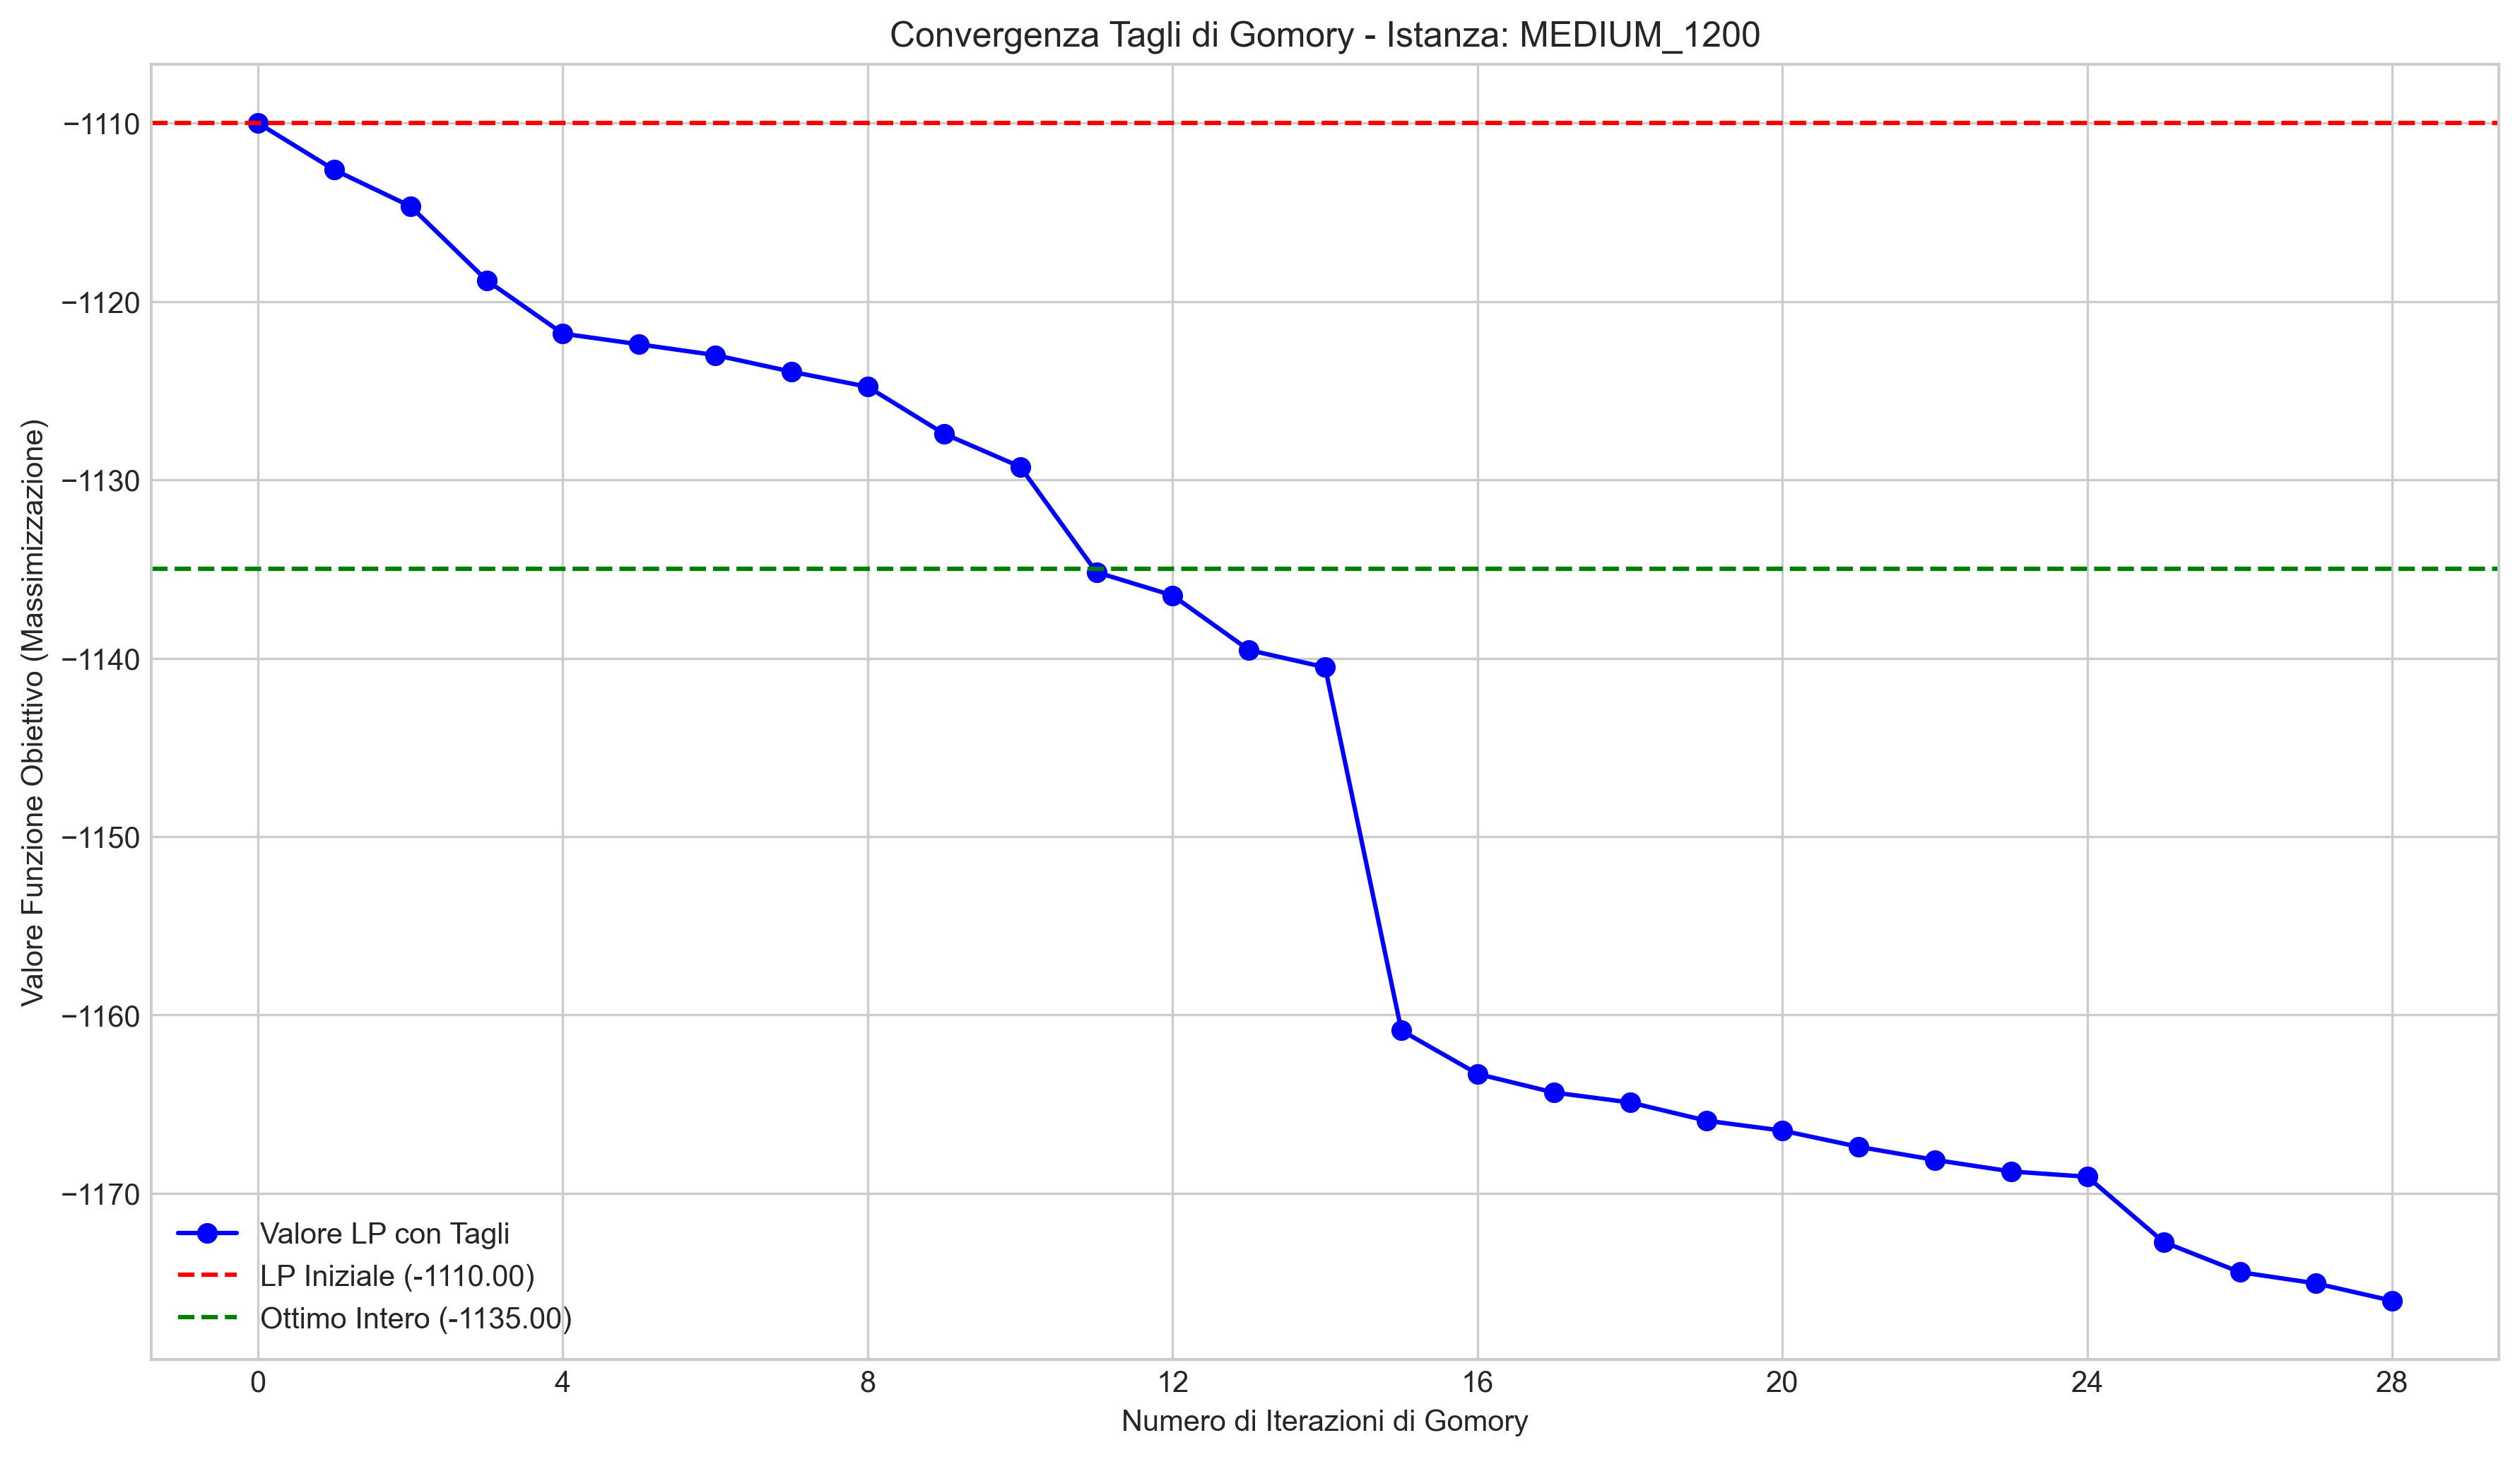 Convergenza Tagli di Gomory - Istanza: MEDIUM_1200
Valore Funzione Obiettivo (Massimizzazione)
−1110
−1120
−1130
−1140
−1150
−1160
−1170
Valore LP con Tagli
LP Iniziale (-1110.00)
Ottimo Intero (-1135.00)
0 4 8 12 16 20 24 28
Numero di Iterazioni di Gomory